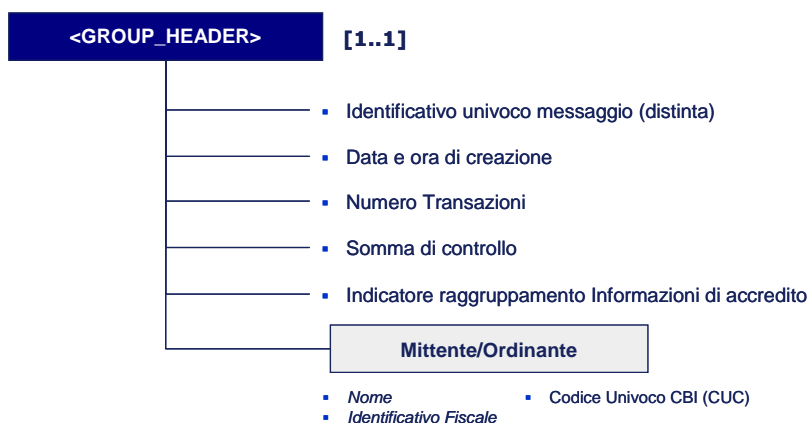 <GROUP_HEADER> [1..1]
▪ Identificativo univoco messaggio (distinta)
▪ Data e ora di creazione
▪ Numero Transazioni
▪ Somma di controllo
▪ Indicatore raggruppamento Informazioni di accredito
Mittente/Ordinante
▪ Nome ▪ Codice Univoco CBI (CUC)
▪ Identificativo Fiscale